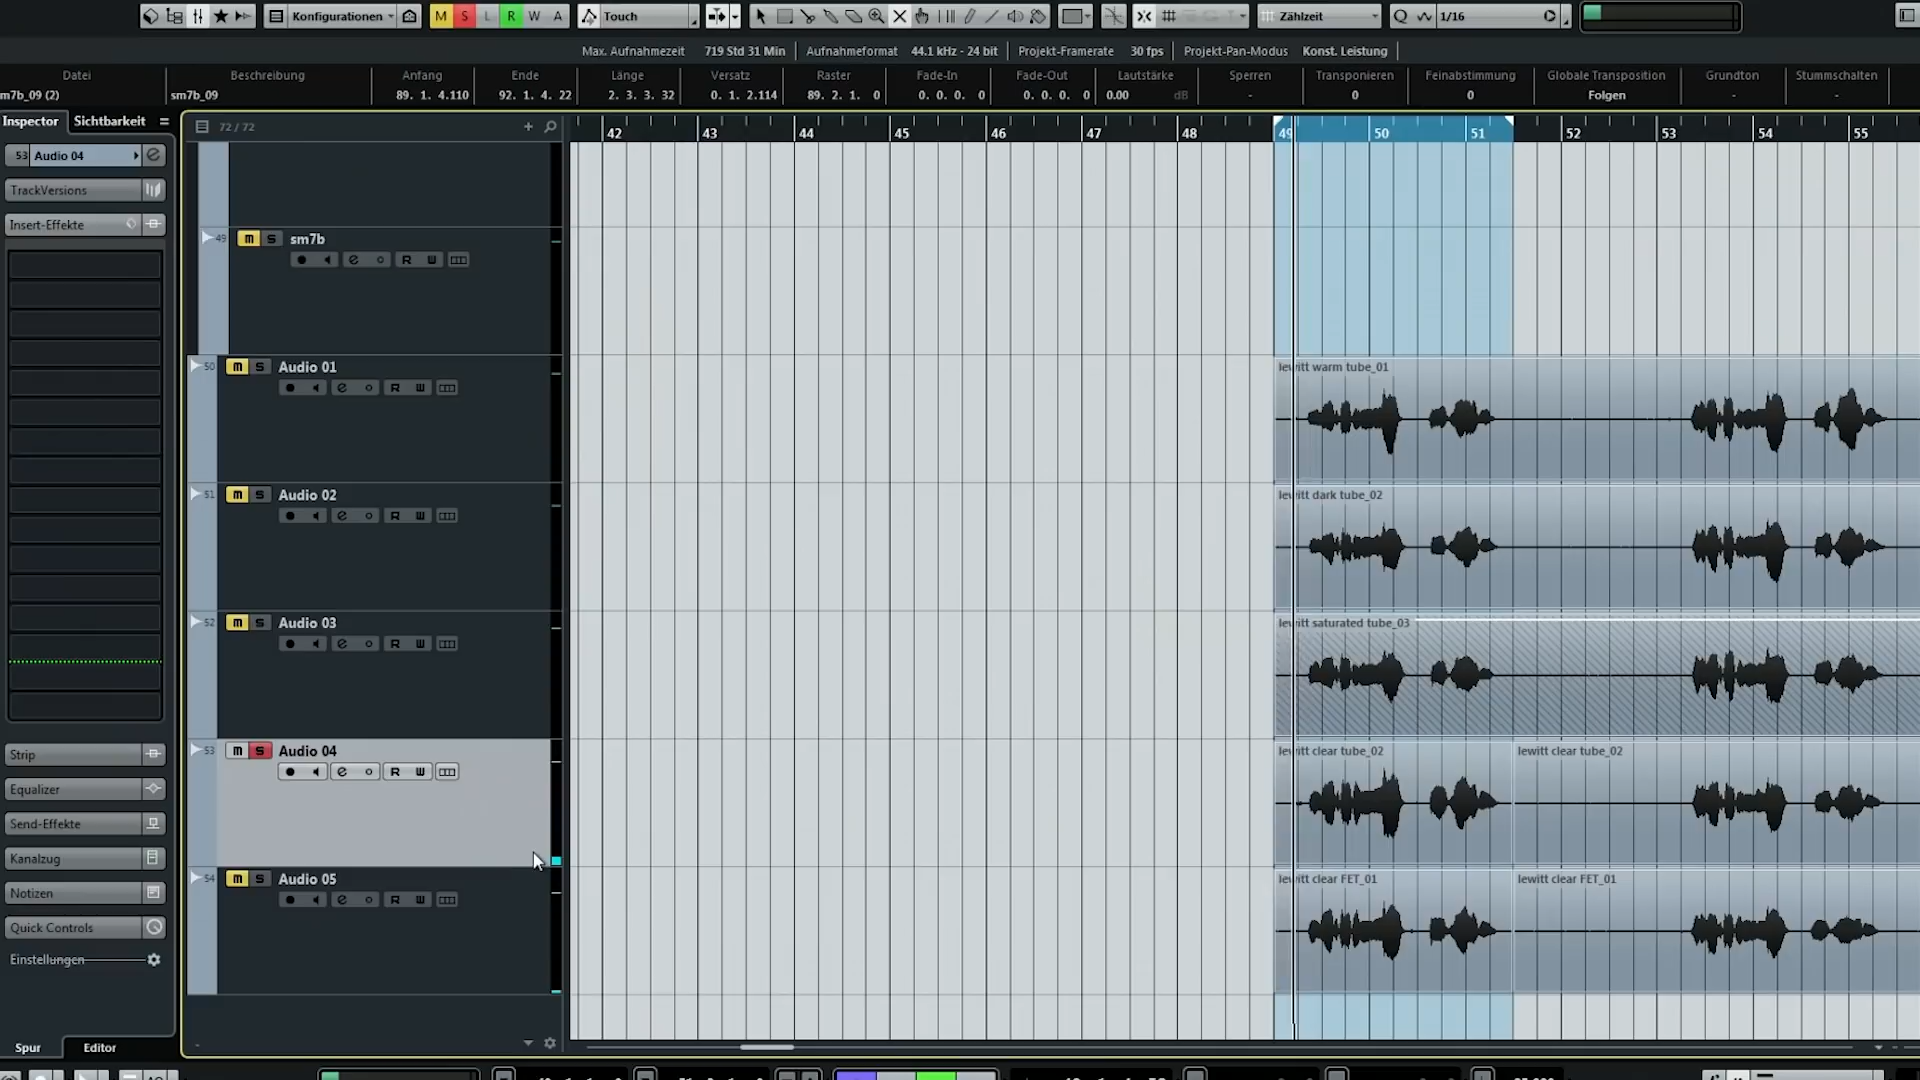 Konfigurationen M S L R W A Touch Zählzeit Q 1/16
Max. Aufnahmezeit 719 Std 31 Min Aufnahmeformat 44.1 kHz - 24 bit Projekt-Framerate 30 fps Projekt-Pan-Modus Konst. Leistung
Datei Beschreibung Anfang Ende Länge Versatz Raster Fade-In Fade-Out Lautstärke Sperren Transponieren Feinabstimmung Globale Transposition Grundton Stummschalten
m7b_09 (2) sm7b_09 89. 1. 4.110 92. 1. 4. 22 2. 3. 3. 32 0. 1. 2.114 89. 2. 1. 0 0. 0. 0. 0 0. 0. 0. 0 0.00 dB - 0 0 Folgen - -
Inspector Sichtbarkeit 72 / 72
42 43 44 45 46 47 48 49 50 51 52 53 54 55
53 Audio 04
TrackVersions
Insert-Effekte
Strip
Equalizer
Send-Effekte
Kanalzug
Notizen
Quick Controls
Einstellungen
Spur Editor
49 m S sm7b
R W
50 m S Audio 01
R W
51 m S Audio 02
R W
52 m S Audio 03
R W
53 m S Audio 04
R W
54 m S Audio 05
R W
lewitt warm tube_01
lewitt dark tube_02
lewitt saturated tube_03
lewitt clear tube_02 lewitt clear tube_02
lewitt clear FET_01 lewitt clear FET_01